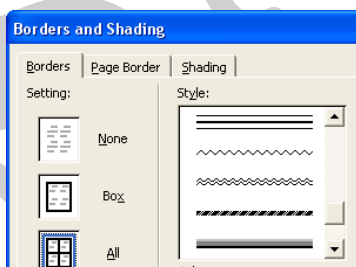 Borders and Shading
Borders Page Border Shading
Setting:
Style:
None
Box
All